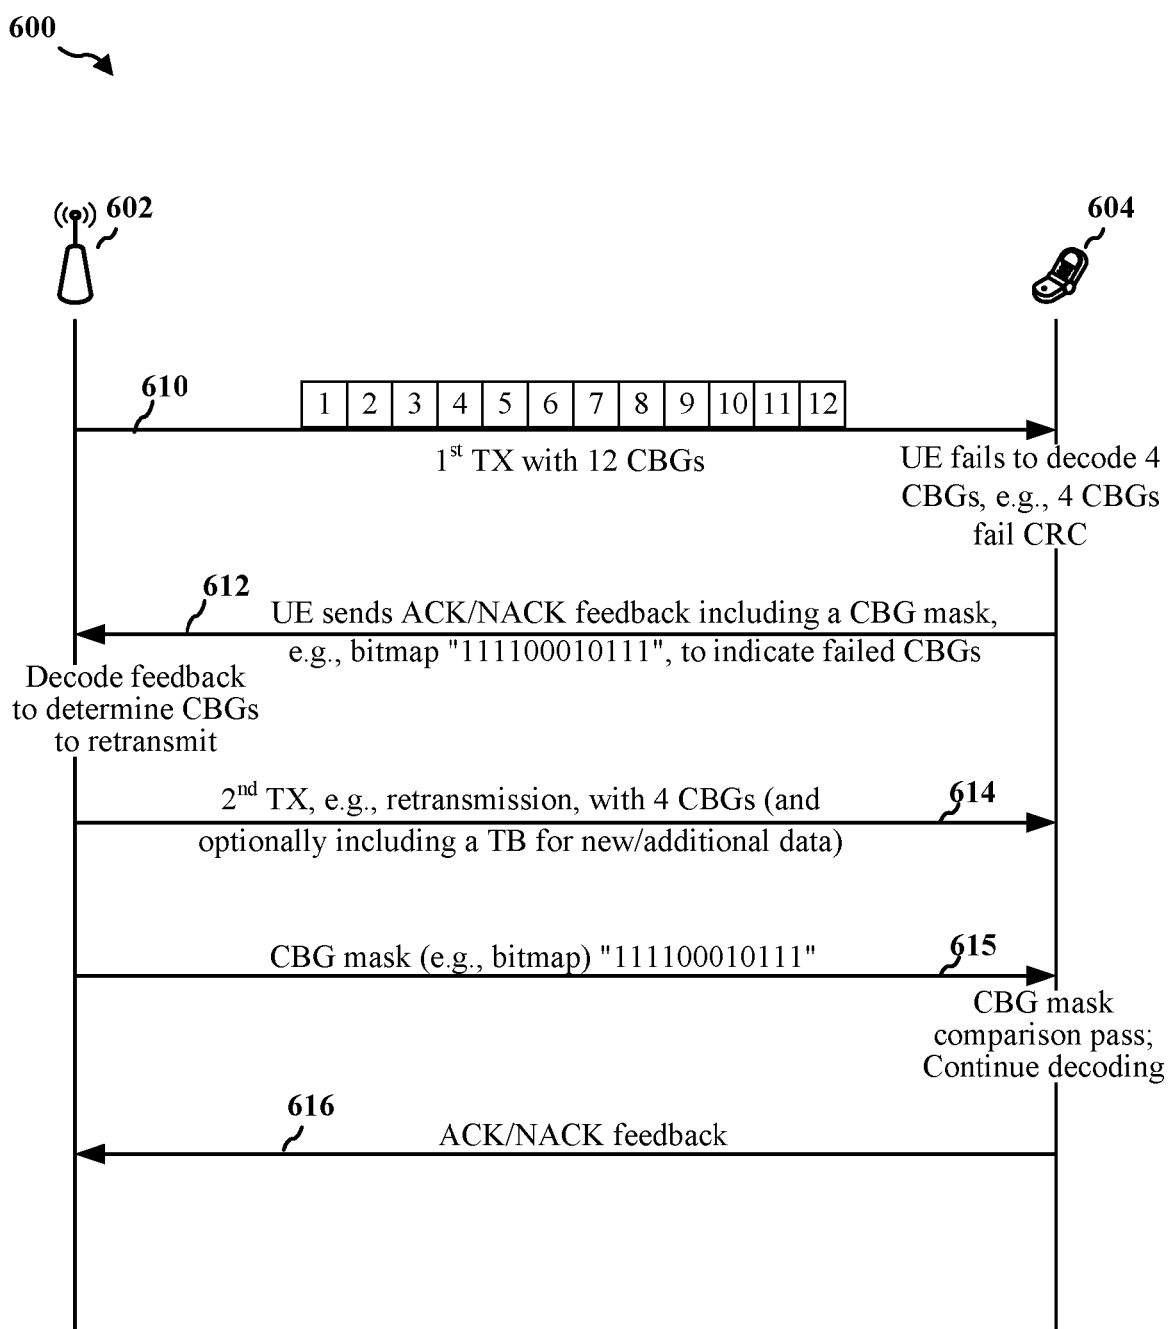 600
602
604
610
1 2 3 4 5 6 7 8 9 10 11 12
1st TX with 12 CBGs
UE fails to decode 4
CBGs, e.g., 4 CBGs
fail CRC
612
UE sends ACK/NACK feedback including a CBG mask,
e.g., bitmap "111100010111", to indicate failed CBGs
Decode feedback
to determine CBGs
to retransmit
2nd TX, e.g., retransmission, with 4 CBGs (and
614
optionally including a TB for new/additional data)
CBG mask (e.g., bitmap) "111100010111"
615
CBG mask
comparison pass;
Continue decoding
616
ACK/NACK feedback